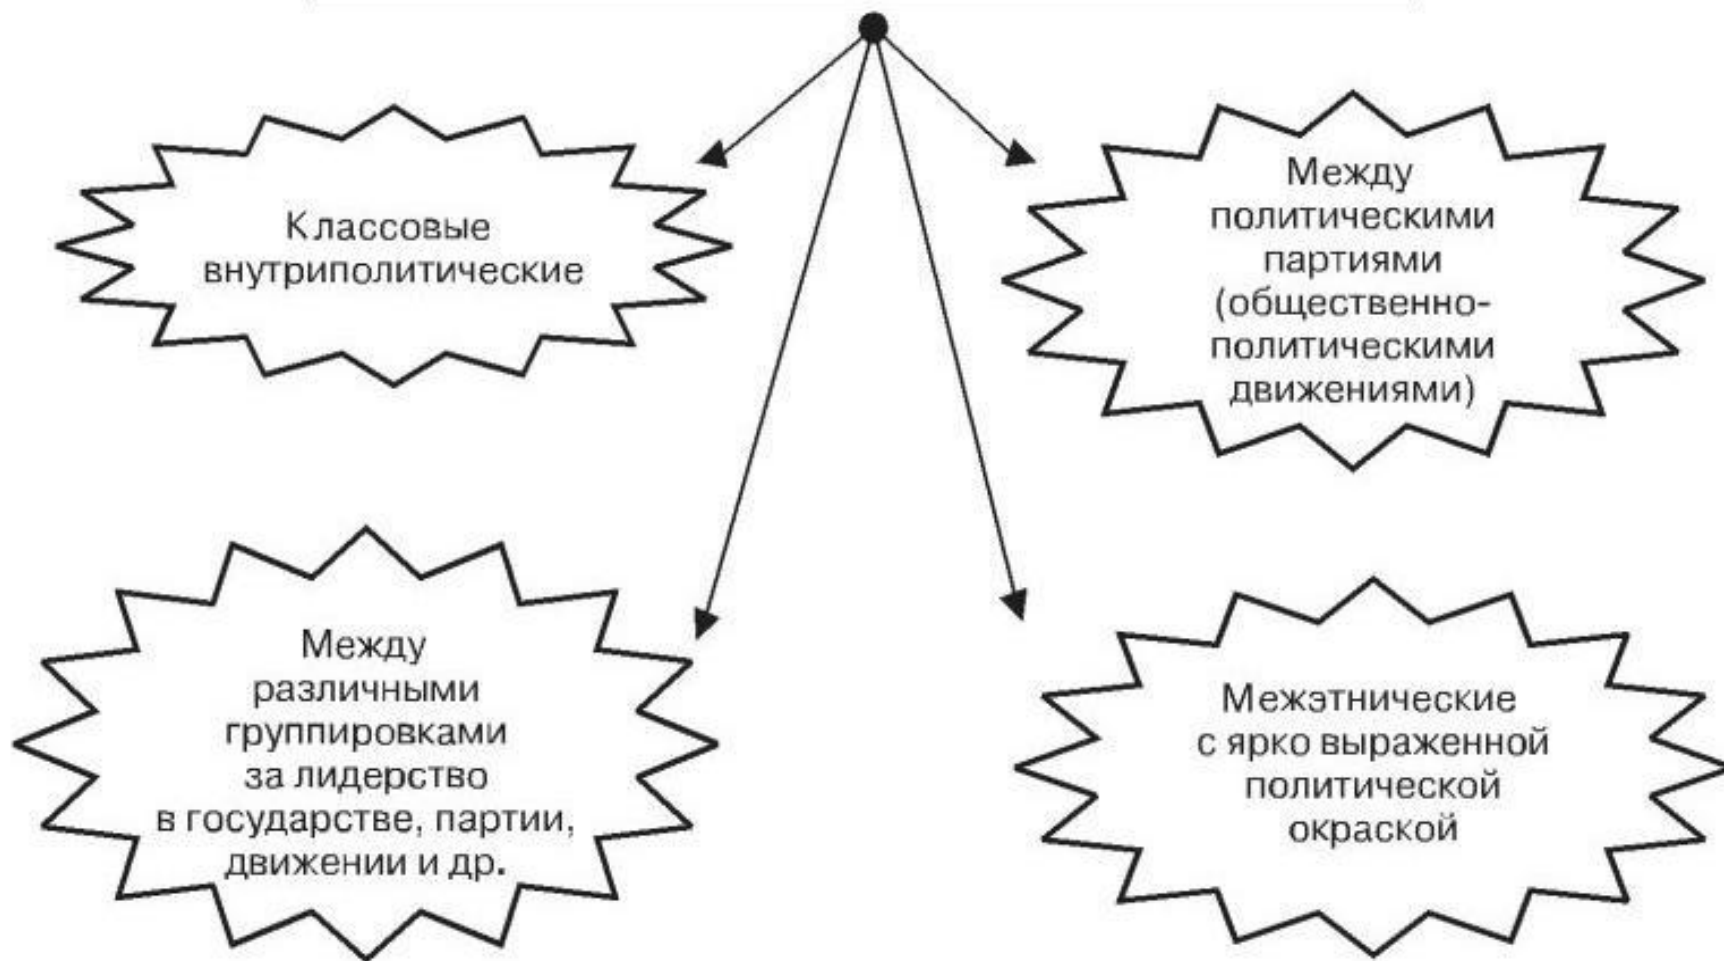 Классовые
внутриполитические
Между
политическими
партиями
(общественно-
политическими
движениями)
Между
различными
группировками
за лидерство
в государстве, партии,
движении и др.
Межэтнические
с ярко выраженной
политической
окраской